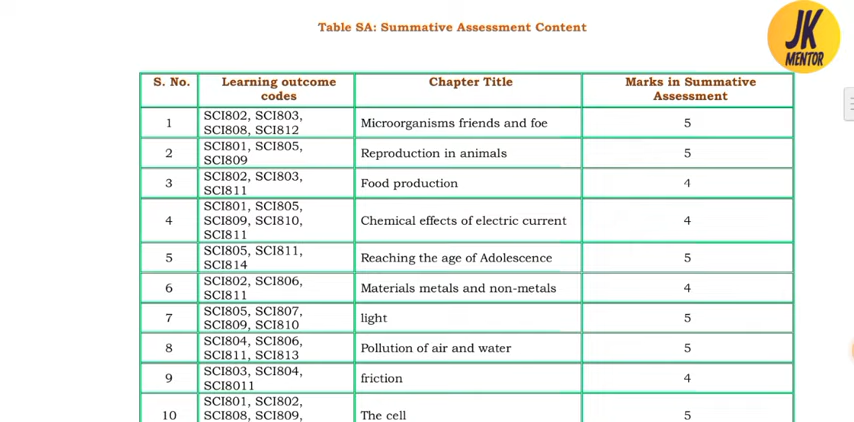 Table SA: Summative Assessment Content
JK
MENTOR
S. No. Learning outcome codes Chapter Title Marks in Summative Assessment
1 SCI802, SCI803, SCI808, SCI812 Microorganisms friends and foe 5
2 SCI801, SCI805, SCI809 Reproduction in animals 5
3 SCI802, SCI803, SCI811 Food production 4
4 SCI801, SCI805, SCI809, SCI810, SCI811 Chemical effects of electric current 4
5 SCI805, SCI811, SCI814 Reaching the age of Adolescence 5
6 SCI802, SCI806, SCI811 Materials metals and non-metals 4
7 SCI805, SCI807, SCI809, SCI810 light 5
8 SCI804, SCI806, SCI811, SCI813 Pollution of air and water 5
9 SCI803, SCI804, SCI8011 friction 4
10 SCI801, SCI802, SCI808, SCI809, The cell 5